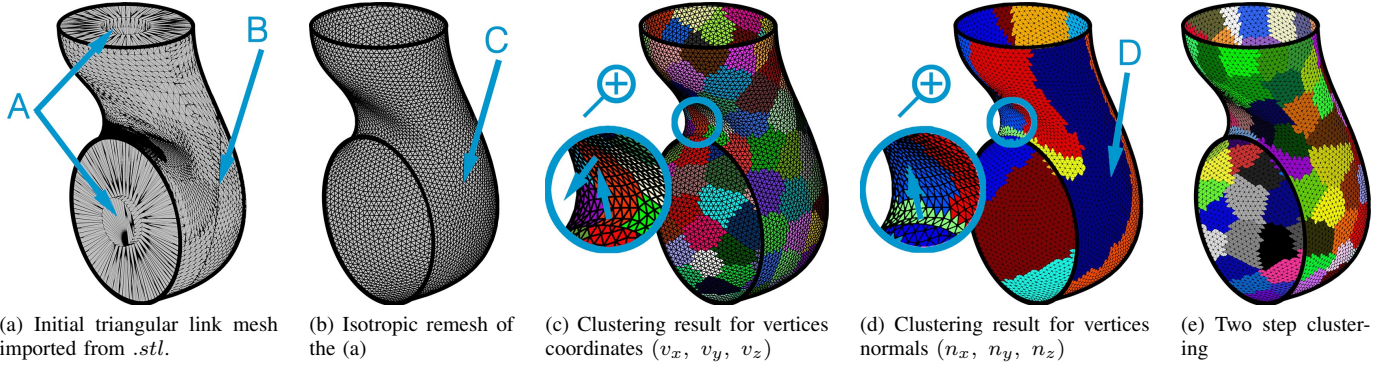 A
B
C
D
(a) Initial triangular link mesh
imported from .stl.
(b) Isotropic remesh of
the (a)
(c) Clustering result for vertices
coordinates (v_x, v_y, v_z)
(d) Clustering result for vertices
normals (n_x, n_y, n_z)
(e) Two step cluster-
ing